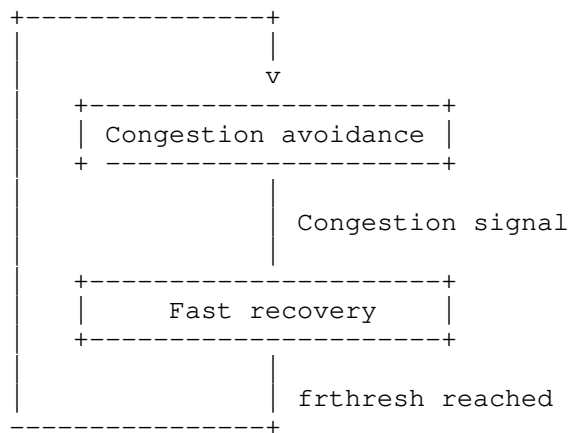 v
Congestion avoidance
Congestion signal
Fast recovery
frthresh reached